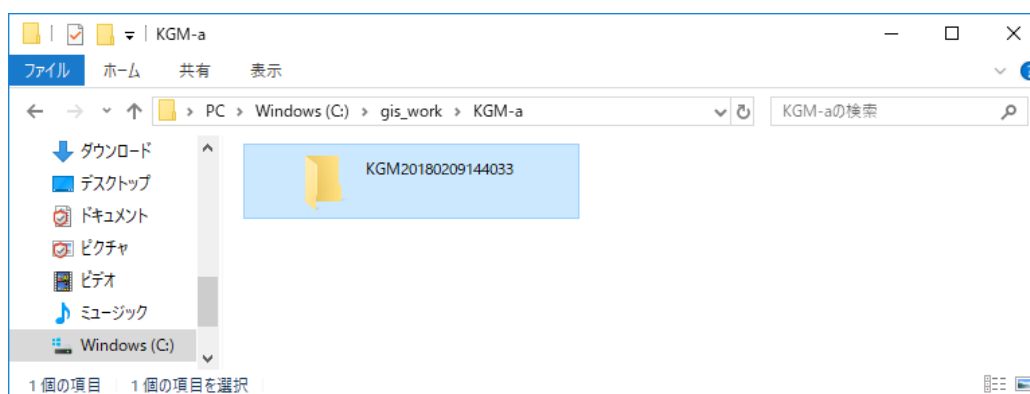 KGM-a
ファイル ホーム 共有 表示
PC › Windows (C:) › gis_work › KGM-a
KGM-aの検索
ダウンロード
デスクトップ
ドキュメント
ピクチャ
ビデオ
ミュージック
Windows (C:)
KGM20180209144033
1 個の項目 1 個の項目を選択